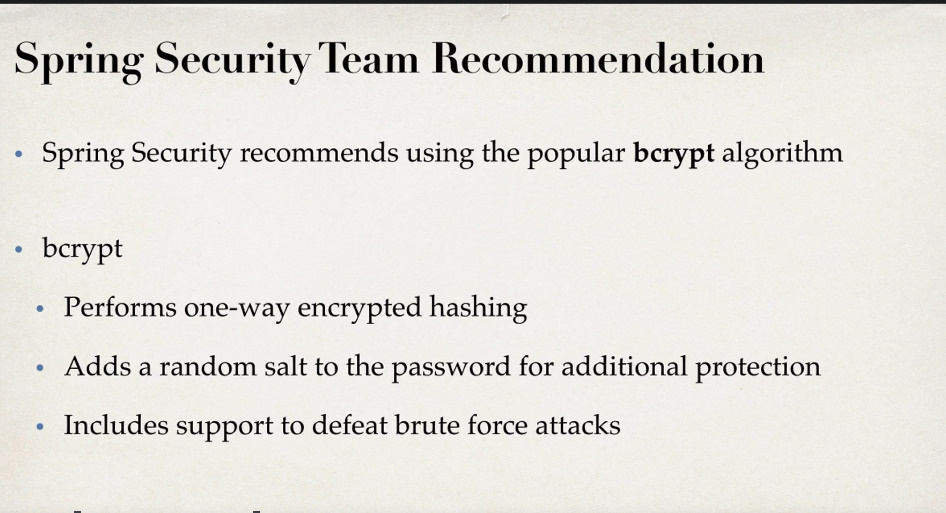 Spring Security Team Recommendation
• Spring Security recommends using the popular bcrypt algorithm
• bcrypt
• Performs one-way encrypted hashing
• Adds a random salt to the password for additional protection
• Includes support to defeat brute force attacks